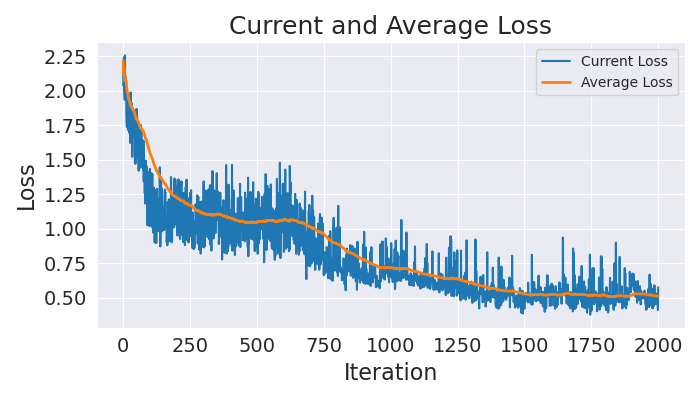 Current and Average Loss
Current Loss
Average Loss
2.25
2.00
1.75
1.50
1.25
1.00
0.75
0.50
Loss
0 250 500 750 1000 1250 1500 1750 2000
Iteration